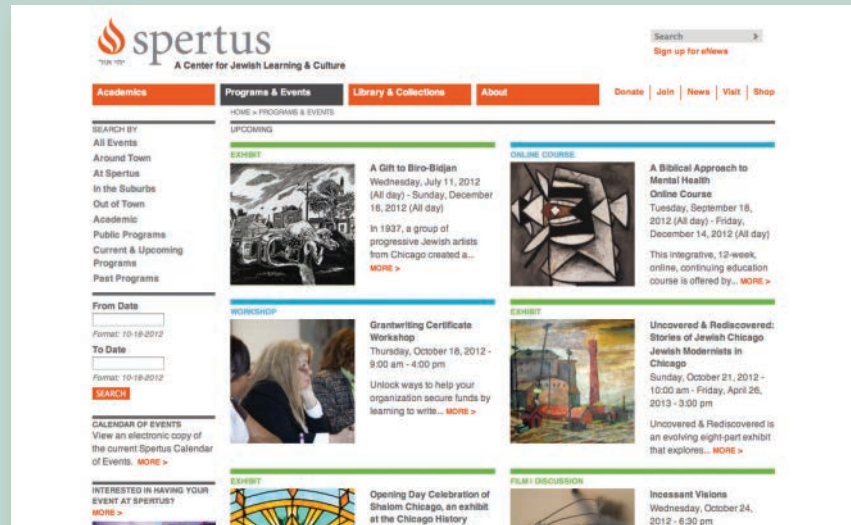 spertus
A Center for Jewish Learning & Culture
Search
Sign up for eNews
Academics
Programs & Events
Library & Collections
About
Donate | Join | News | Visit | Shop
HOME > PROGRAMS & EVENTS
SEARCH BY
All Events
Around Town
At Spertus
In the Suburbs
Out of Town
Academic
Public Programs
Current & Upcoming
Programs
Past Programs
From Date
Format: 10-18-2012
To Date
Format: 10-18-2012
SEARCH
CALENDAR OF EVENTS
View an electronic copy of
the current Spertus Calendar
of Events. MORE >
INTERESTED IN HAVING YOUR
EVENT AT SPERTUS?
MORE >
UPCOMING
EXHIBIT
A Gift to Biro-Bidjan
Wednesday, July 11, 2012
(All day) - Sunday, December
16, 2012 (All day)
In 1937, a group of
progressive Jewish artists
from Chicago created a...
MORE >
ONLINE COURSE
A Biblical Approach to
Mental Health
Online Course
Tuesday, September 18,
2012 (All day) - Friday,
December 14, 2012 (All day)
This integrative, 12-week,
online, continuing education
course is offered by... MORE >
WORKSHOP
Grantwriting Certificate
Workshop
Thursday, October 18, 2012 -
9:00 am - 4:00 pm
Unlock ways to help your
organization secure funds by
learning to write... MORE >
EXHIBIT
Uncovered & Rediscovered:
Stories of Jewish Chicago
Jewish Modernists in
Chicago
Sunday, October 21, 2012 -
10:00 am - Friday, April 26,
2013 - 3:00 pm
Uncovered & Rediscovered is
an evolving eight-part exhibit
that explores... MORE >
EXHIBIT
Opening Day Celebration of
Shalom Chicago, an exhibit
at the Chicago History
FILM / DISCUSSION
Incessant Visions
Wednesday, October 24,
2012 - 6:30 pm